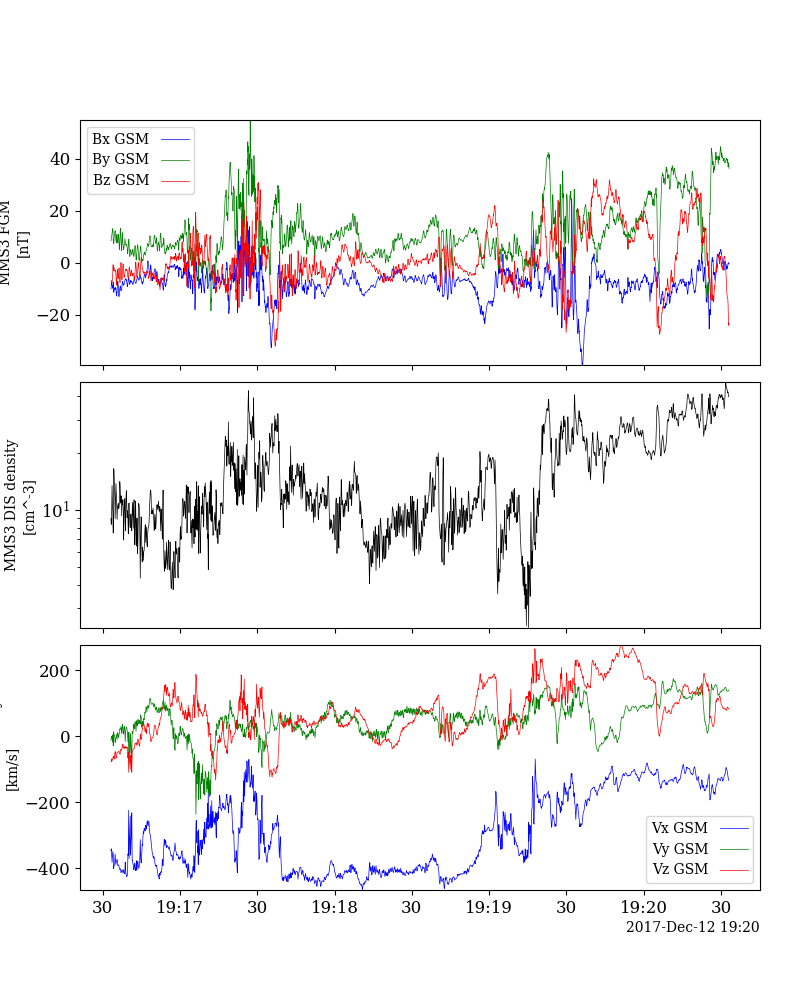 Bx GSM
By GSM
Bz GSM
40
20
0
−20
MMS3 FGM
[nT]
10^1
MMS3 DIS density
[cm^-3]
200
0
−200
−400
[km/s]
Vx GSM
Vy GSM
Vz GSM
30 19:17 30 19:18 30 19:19 30 19:20 30
2017-Dec-12 19:20